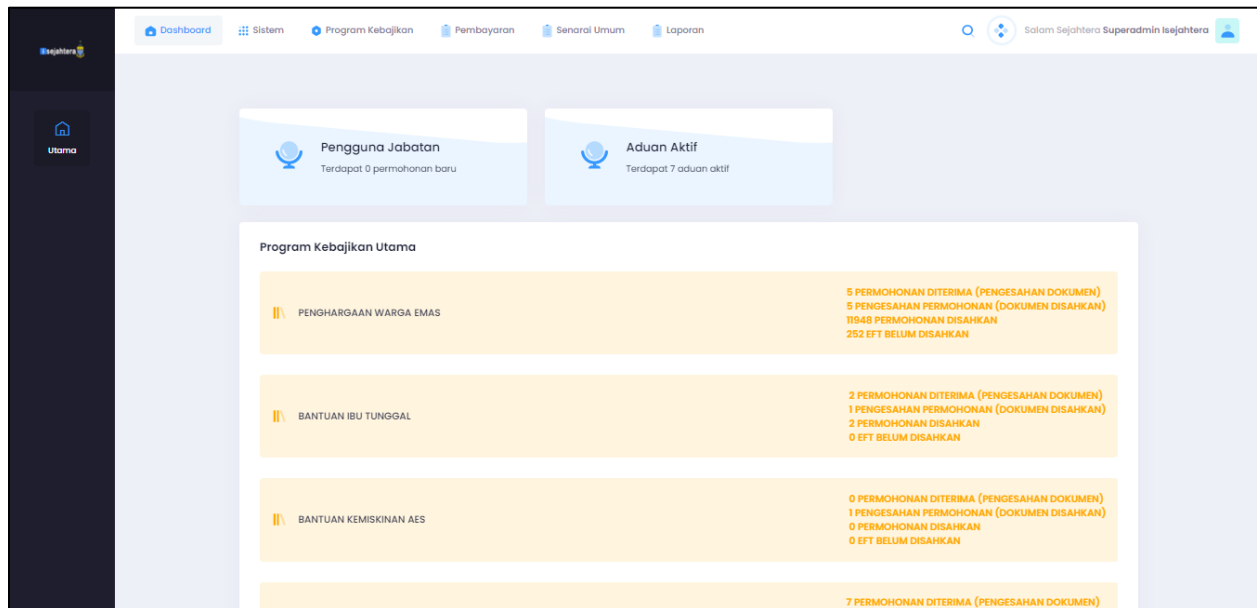 isejahtera
Dashboard
Sistem
Program Kebajikan
Pembayaran
Senarai Umum
Laporan
Salam Sejahtera Superadmin Isejahtera
Utama
Pengguna Jabatan
Terdapat 0 permohonan baru
Aduan Aktif
Terdapat 7 aduan aktif
Program Kebajikan Utama
PENGHARGAAN WARGA EMAS
5 PERMOHONAN DITERIMA (PENGESAHAN DOKUMEN)
5 PENGESAHAN PERMOHONAN (DOKUMEN DISAHKAN)
11948 PERMOHONAN DISAHKAN
252 EFT BELUM DISAHKAN
BANTUAN IBU TUNGGAL
2 PERMOHONAN DITERIMA (PENGESAHAN DOKUMEN)
1 PENGESAHAN PERMOHONAN (DOKUMEN DISAHKAN)
2 PERMOHONAN DISAHKAN
0 EFT BELUM DISAHKAN
BANTUAN KEMISKINAN AES
0 PERMOHONAN DITERIMA (PENGESAHAN DOKUMEN)
1 PENGESAHAN PERMOHONAN (DOKUMEN DISAHKAN)
0 PERMOHONAN DISAHKAN
0 EFT BELUM DISAHKAN
7 PERMOHONAN DITERIMA (PENGESAHAN DOKUMEN)